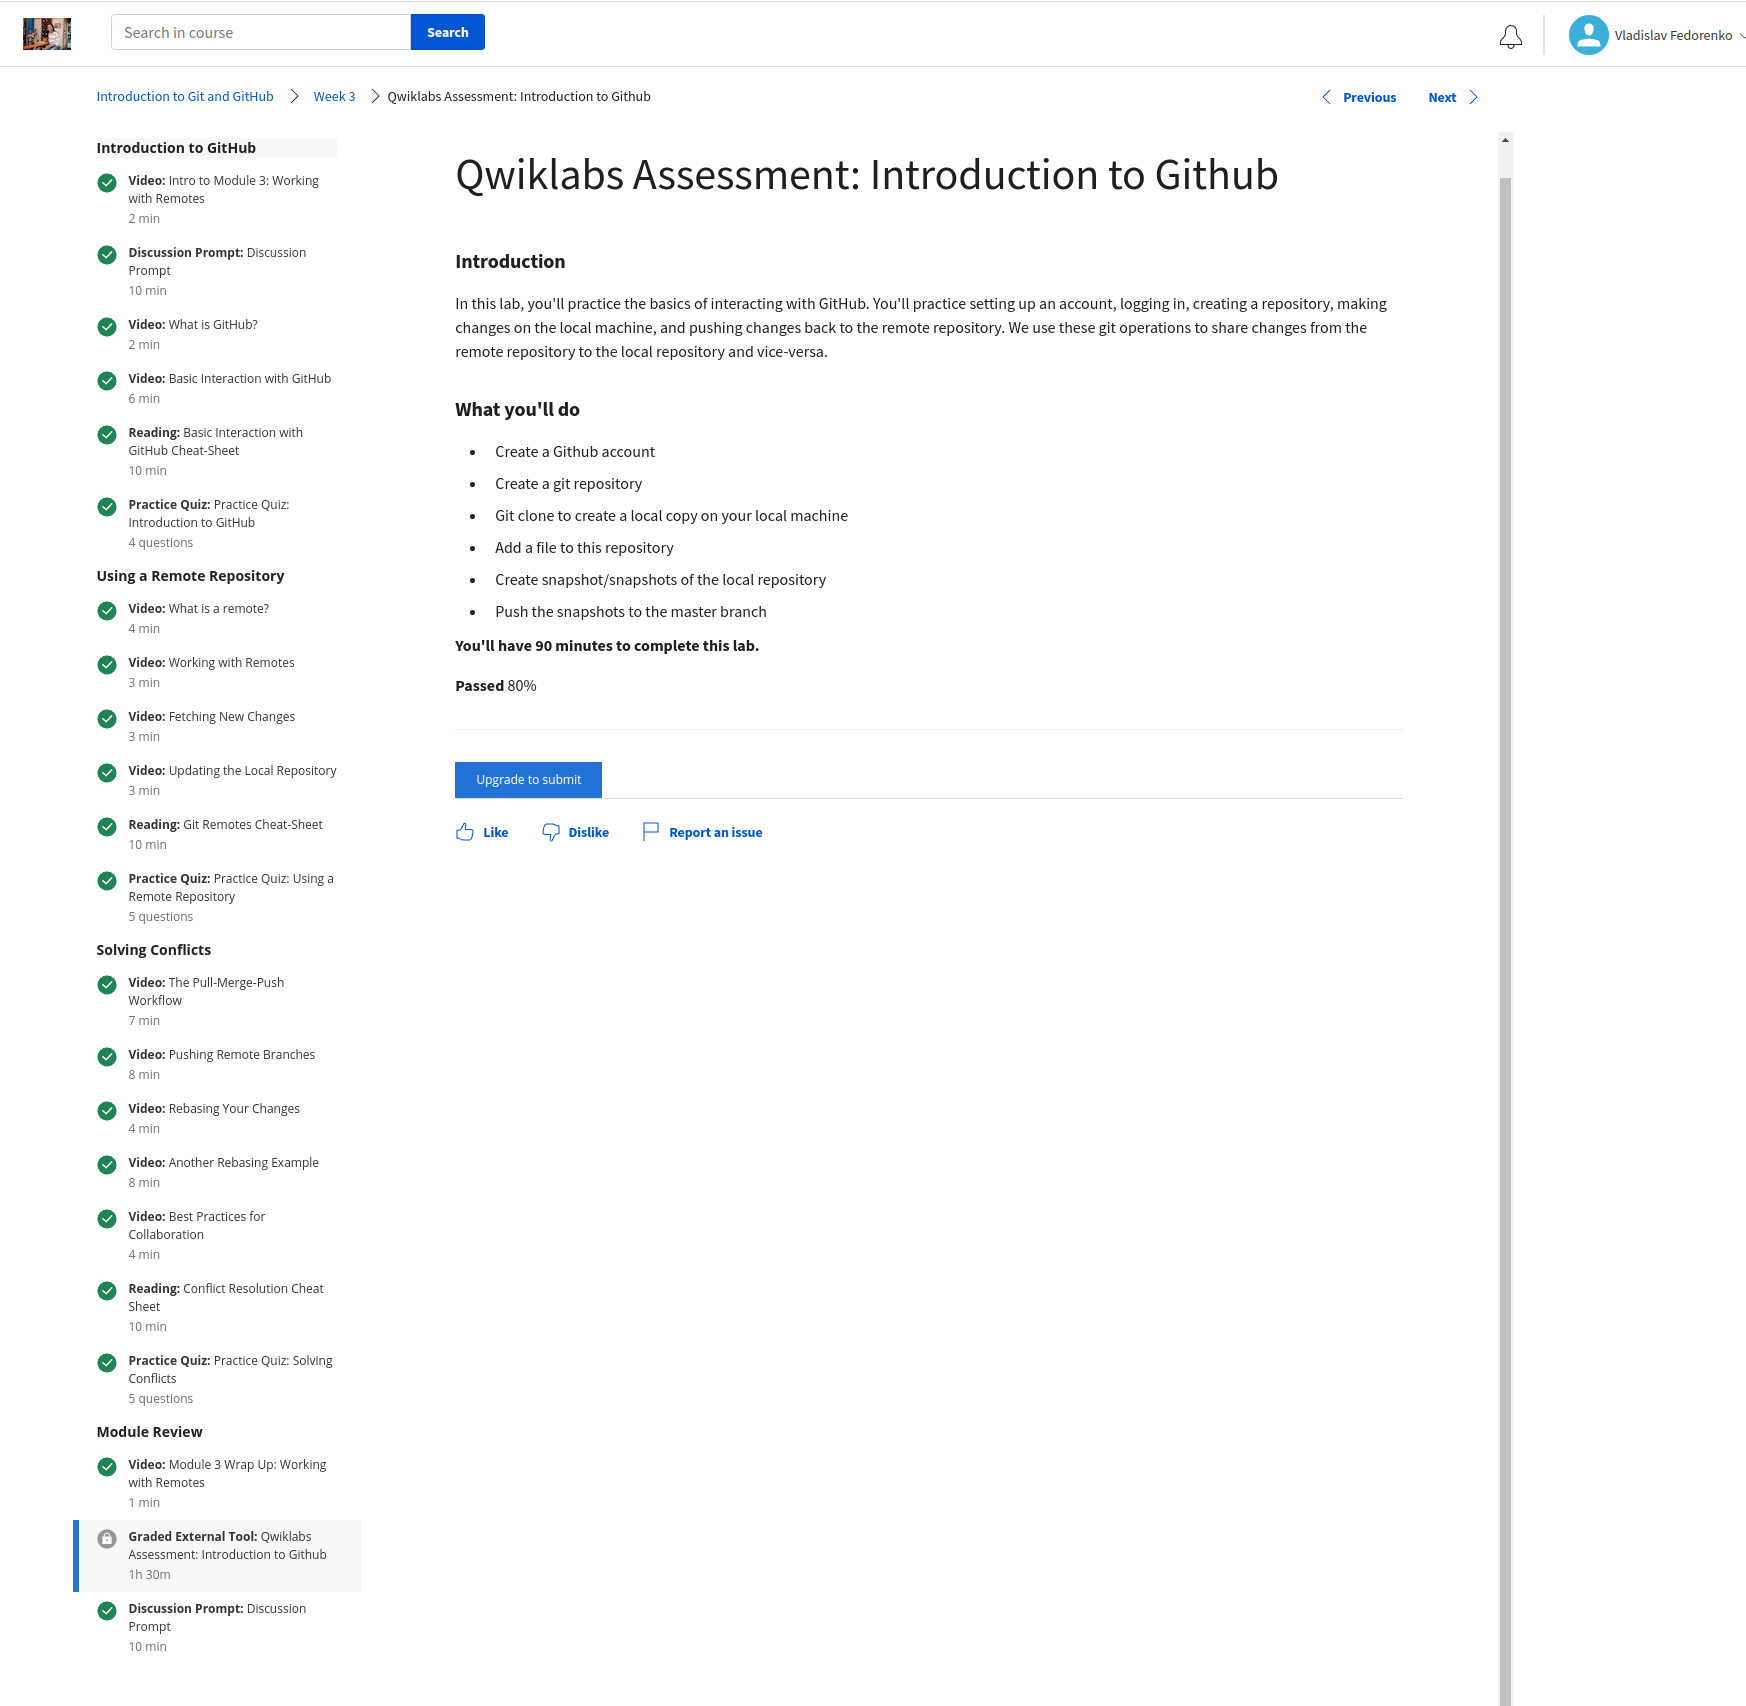 Search in course
Search
Vladislav Fedorenko
Introduction to Git and GitHub
Week 3
Qwiklabs Assessment: Introduction to Github
Previous
Next
Introduction to GitHub
Video: Intro to Module 3: Working
with Remotes
2 min
Discussion Prompt: Discussion
Prompt
10 min
Video: What is GitHub?
2 min
Video: Basic Interaction with GitHub
6 min
Reading: Basic Interaction with
GitHub Cheat-Sheet
10 min
Practice Quiz: Practice Quiz:
Introduction to GitHub
4 questions
Using a Remote Repository
Video: What is a remote?
4 min
Video: Working with Remotes
3 min
Video: Fetching New Changes
3 min
Video: Updating the Local Repository
3 min
Reading: Git Remotes Cheat-Sheet
10 min
Practice Quiz: Practice Quiz: Using a
Remote Repository
5 questions
Solving Conflicts
Video: The Pull-Merge-Push
Workflow
7 min
Video: Pushing Remote Branches
8 min
Video: Rebasing Your Changes
4 min
Video: Another Rebasing Example
8 min
Video: Best Practices for
Collaboration
4 min
Reading: Conflict Resolution Cheat
Sheet
10 min
Practice Quiz: Practice Quiz: Solving
Conflicts
5 questions
Module Review
Video: Module 3 Wrap Up: Working
with Remotes
1 min
Graded External Tool: Qwiklabs
Assessment: Introduction to Github
1h 30m
Discussion Prompt: Discussion
Prompt
10 min
Qwiklabs Assessment: Introduction to Github
Introduction
In this lab, you'll practice the basics of interacting with GitHub. You'll practice setting up an account, logging in, creating a repository, making
changes on the local machine, and pushing changes back to the remote repository. We use these git operations to share changes from the
remote repository to the local repository and vice-versa.
What you'll do
• Create a Github account
• Create a git repository
• Git clone to create a local copy on your local machine
• Add a file to this repository
• Create snapshot/snapshots of the local repository
• Push the snapshots to the master branch
You'll have 90 minutes to complete this lab.
Passed 80%
Upgrade to submit
Like
Dislike
Report an issue